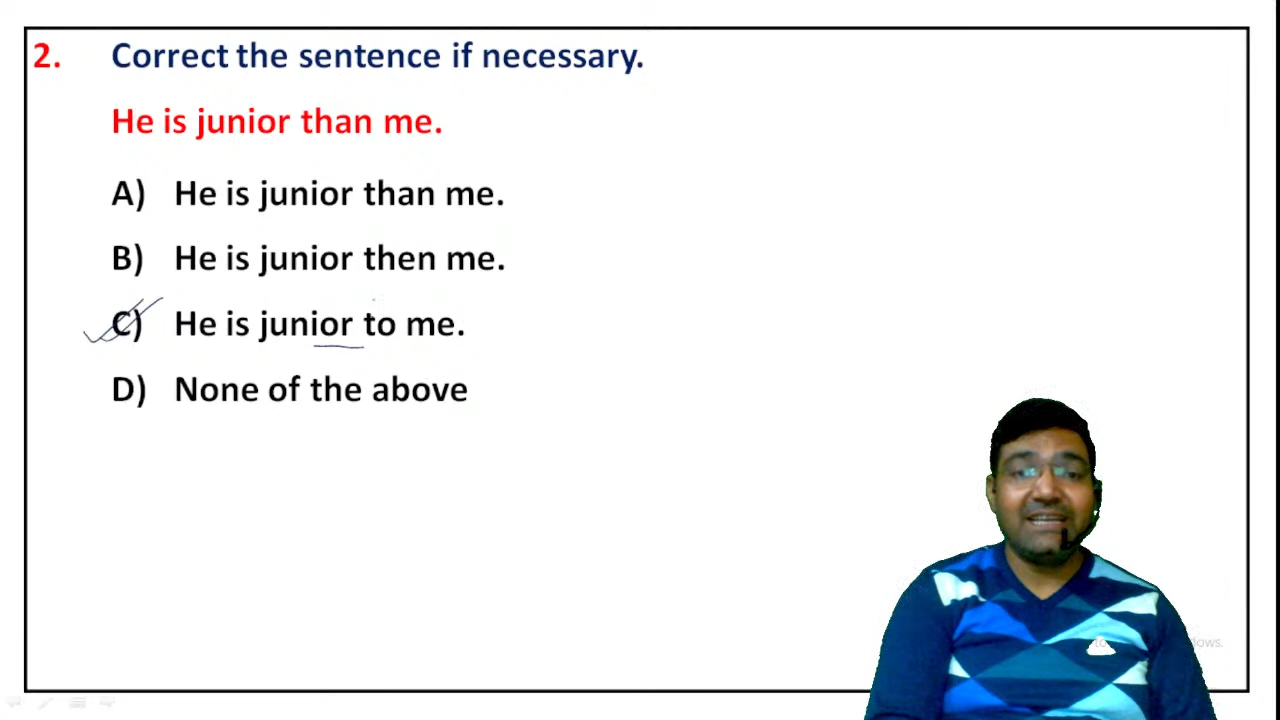 2. Correct the sentence if necessary.
He is junior than me.
A) He is junior than me.
B) He is junior then me.
C) He is junior to me.
D) None of the above